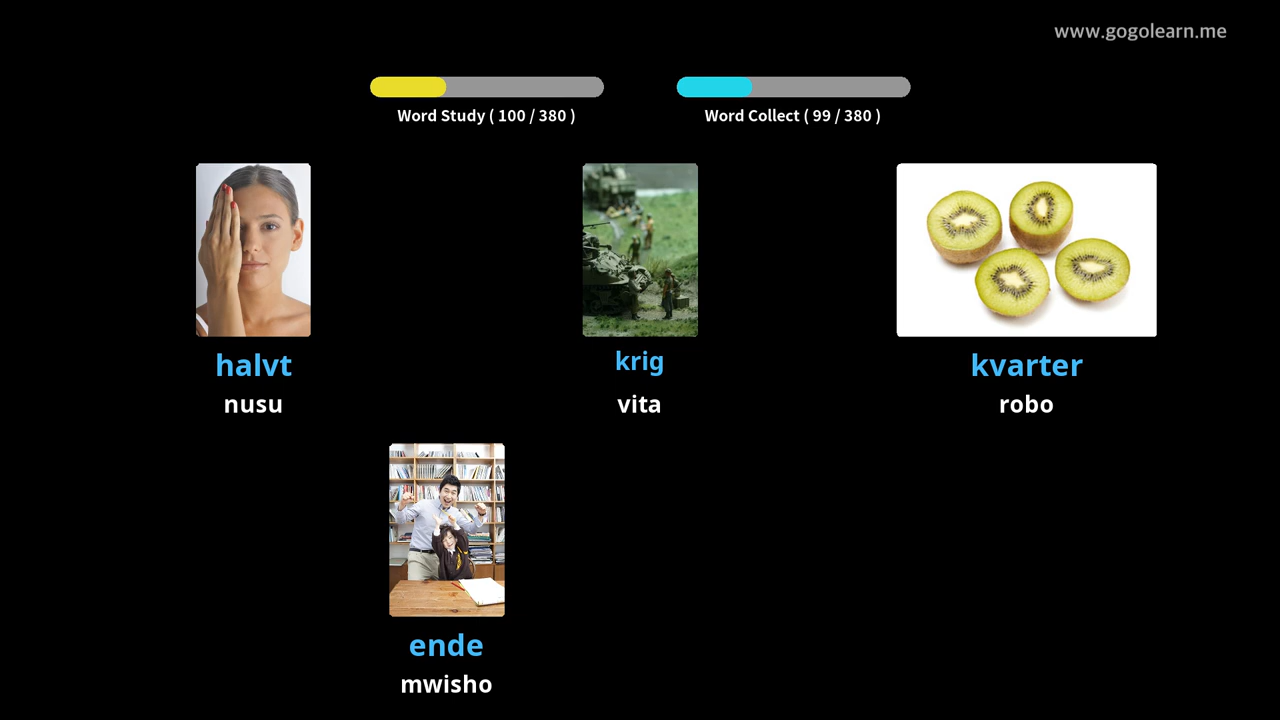 www.gogolearn.me
Word Study ( 100 / 380 )
Word Collect ( 99 / 380 )
halvt
nusu
krig
vita
kvarter
robo
ende
mwisho